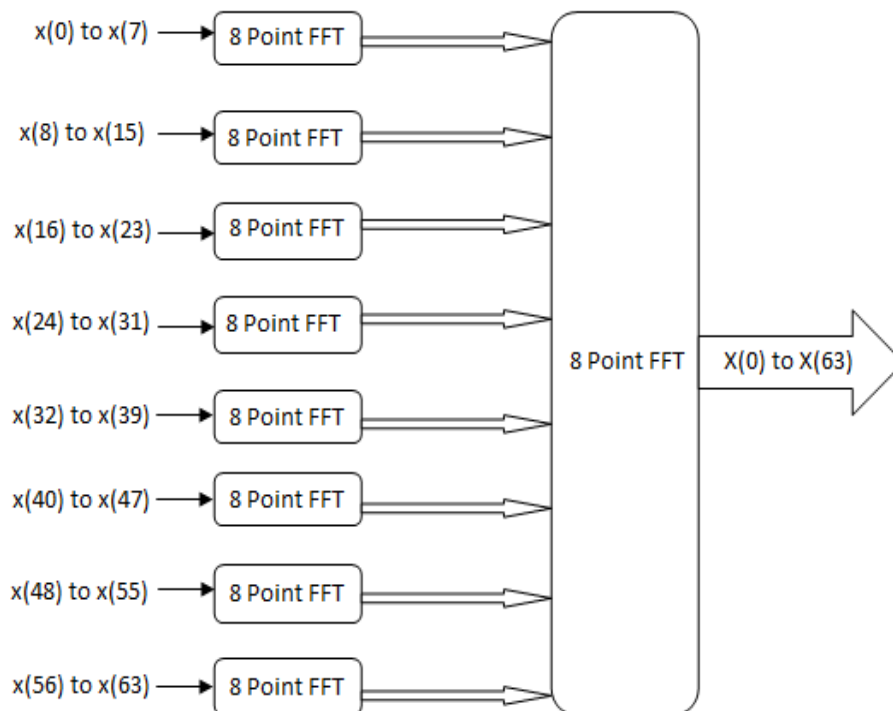 x(0) to x(7)
8 Point FFT
x(8) to x(15)
8 Point FFT
x(16) to x(23)
8 Point FFT
x(24) to x(31)
8 Point FFT
8 Point FFT
X(0) to X(63)
x(32) to x(39)
8 Point FFT
x(40) to x(47)
8 Point FFT
x(48) to x(55)
8 Point FFT
x(56) to x(63)
8 Point FFT